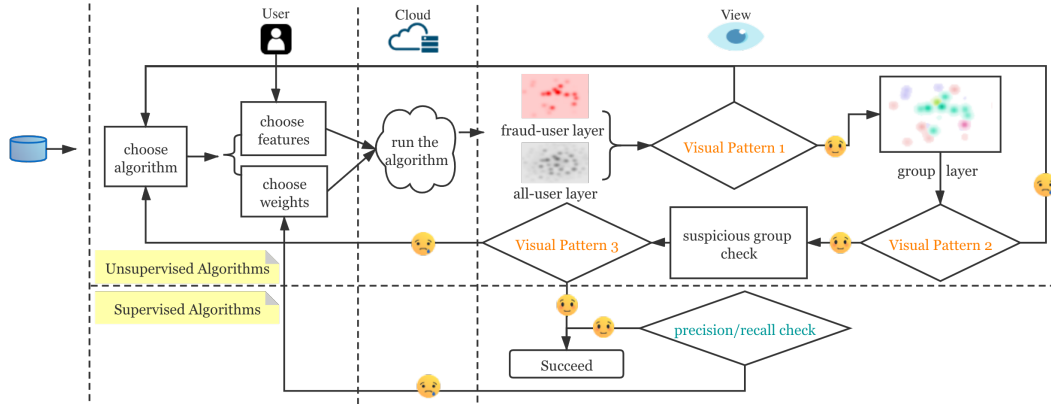 User
Cloud
View
choose
algorithm
choose
features
choose
weights
run the
algorithm
fraud-user layer
all-user layer
Visual Pattern 1
group layer
Visual Pattern 2
suspicious group
check
Visual Pattern 3
Unsupervised Algorithms
Supervised Algorithms
precision/recall check
Succeed